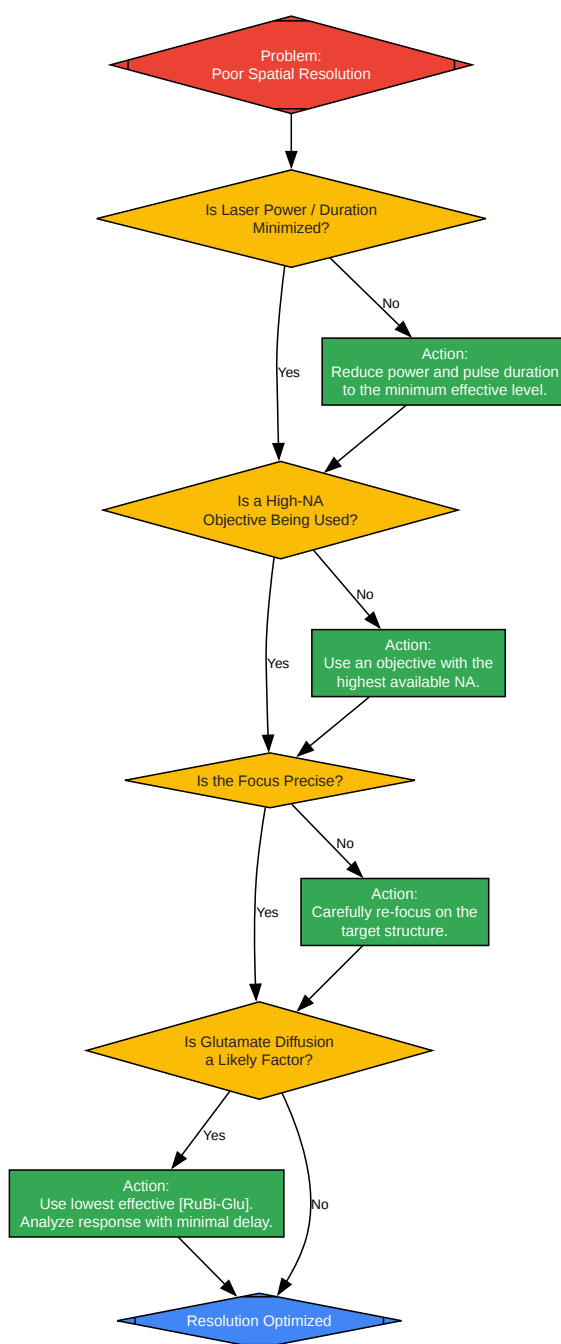 Problem:
Poor Spatial Resolution
Is Laser Power / Duration
Minimized?
No
Action:
Reduce power and pulse duration
to the minimum effective level.
Yes
Is a High-NA
Objective Being Used?
No
Action:
Use an objective with the
highest available NA.
Yes
Is the Focus Precise?
No
Action:
Carefully re-focus on the
target structure.
Yes
Is Glutamate Diffusion
a Likely Factor?
Yes
Action:
Use lowest effective [RuBi-Glu].
Analyze response with minimal delay.
No
Resolution Optimized